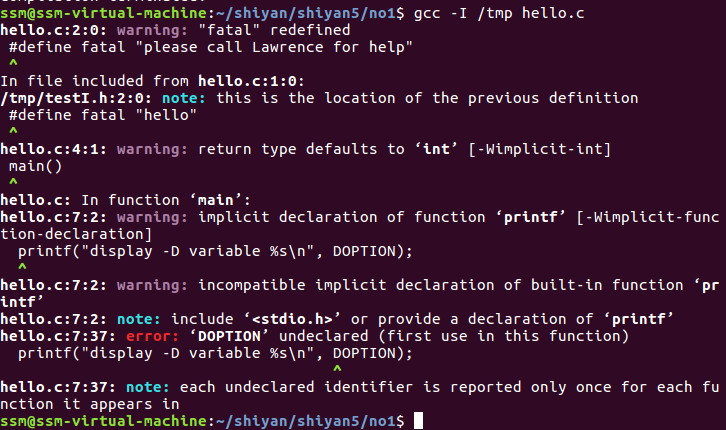 ssm@ssm-virtual-machine:~/shiyan/shiyan5/no1$ gcc -I /tmp hello.c
hello.c:2:0: warning: "fatal" redefined
 #define fatal "please call Lawrence for help"
 ^
In file included from hello.c:1:0:
/tmp/testI.h:2:0: note: this is the location of the previous definition
 #define fatal "hello"
 ^
hello.c:4:1: warning: return type defaults to ‘int’ [-Wimplicit-int]
 main()
 ^
hello.c: In function ‘main’:
hello.c:7:2: warning: implicit declaration of function ‘printf’ [-Wimplicit-func
tion-declaration]
  printf("display -D variable %s\n", DOPTION);
  ^
hello.c:7:2: warning: incompatible implicit declaration of built-in function ‘pr
intf’
hello.c:7:2: note: include ‘<stdio.h>’ or provide a declaration of ‘printf’
hello.c:7:37: error: ‘DOPTION’ undeclared (first use in this function)
  printf("display -D variable %s\n", DOPTION);
                                     ^
hello.c:7:37: note: each undeclared identifier is reported only once for each fu
nction it appears in
ssm@ssm-virtual-machine:~/shiyan/shiyan5/no1$